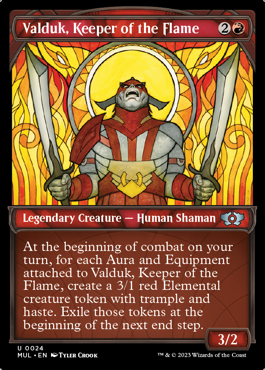 Valduk, Keeper of the Flame 2
Legendary Creature — Human Shaman
At the beginning of combat on your
turn, for each Aura and Equipment
attached to Valduk, Keeper of the
Flame, create a 3/1 red Elemental
creature token with trample and
haste. Exile those tokens at the
beginning of the next end step.
3/2
U 0024
MUL • EN Tyler Crook ™ & © 2023 Wizards of the Coast